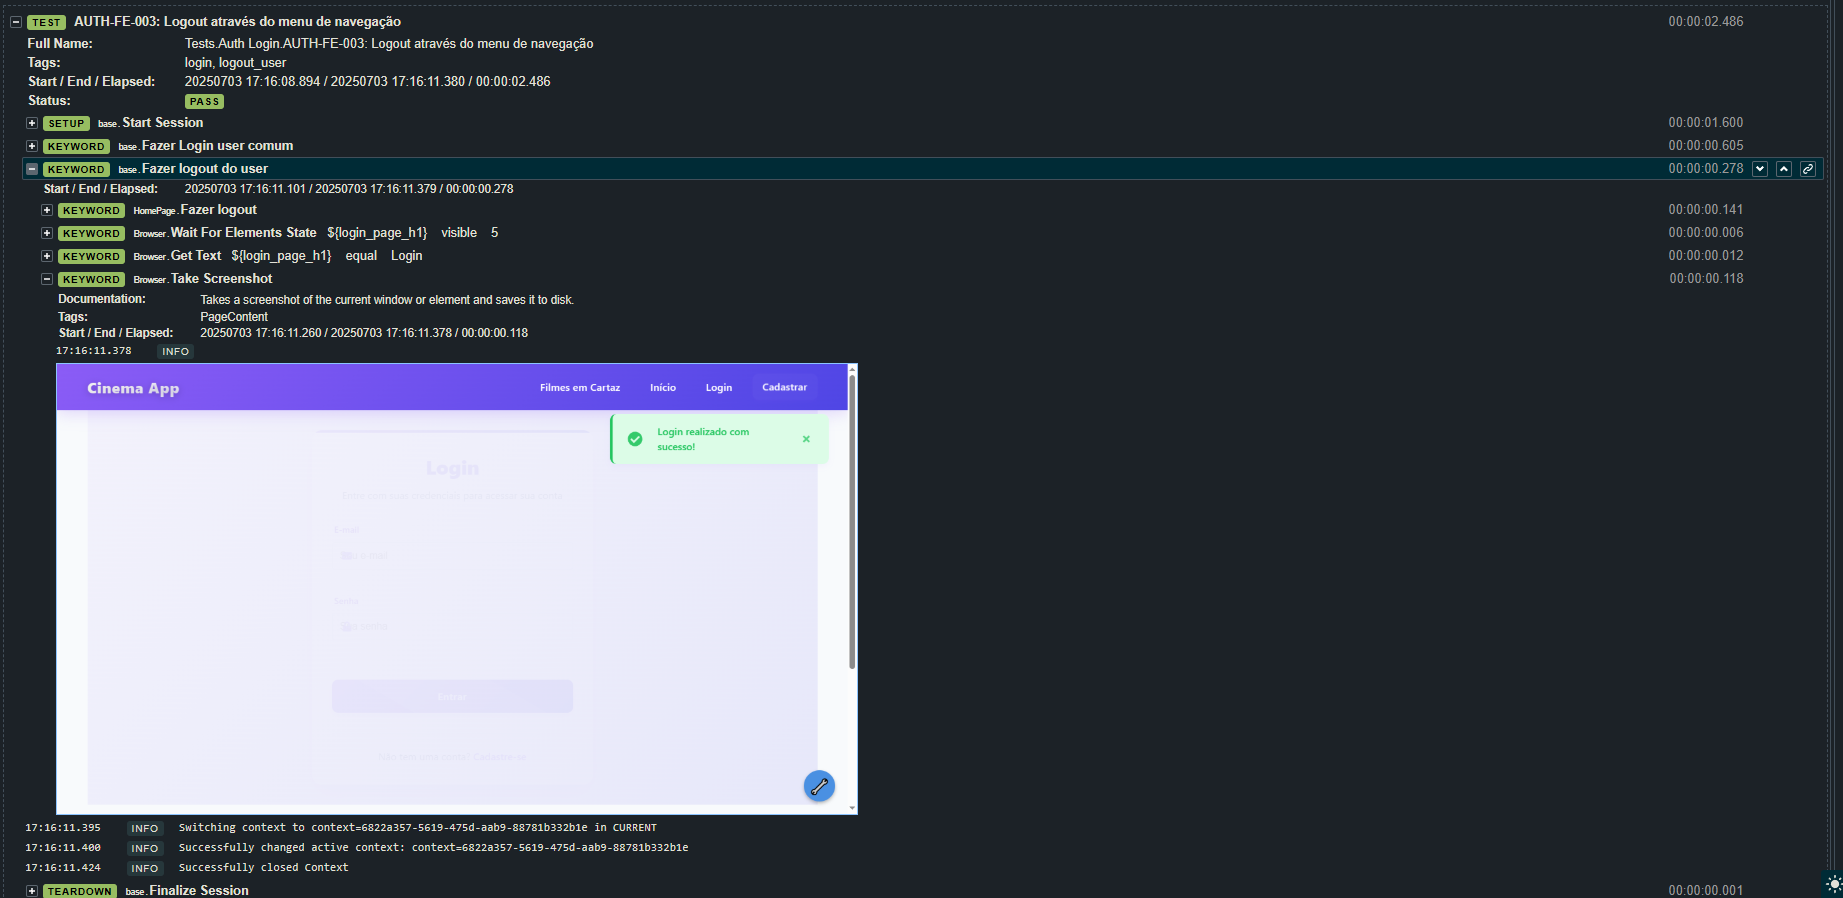 TEST AUTH-FE-003: Logout através do menu de navegação 00:00:02.486
Full Name: Tests.Auth Login.AUTH-FE-003: Logout através do menu de navegação
Tags: login, logout_user
Start / End / Elapsed: 20250703 17:16:08.894 / 20250703 17:16:11.380 / 00:00:02.486
Status: PASS
SETUP base.Start Session 00:00:01.600
KEYWORD base.Fazer Login user comum 00:00:00.605
KEYWORD base.Fazer logout do user 00:00:00.278
Start / End / Elapsed: 20250703 17:16:11.101 / 20250703 17:16:11.379 / 00:00:00.278
KEYWORD HomePage.Fazer logout 00:00:00.141
KEYWORD Browser.Wait For Elements State ${login_page_h1} visible 5 00:00:00.006
KEYWORD Browser.Get Text ${login_page_h1} equal Login 00:00:00.012
KEYWORD Browser.Take Screenshot 00:00:00.118
Documentation: Takes a screenshot of the current window or element and saves it to disk.
Tags: PageContent
Start / End / Elapsed: 20250703 17:16:11.260 / 20250703 17:16:11.378 / 00:00:00.118
17:16:11.378 INFO
Cinema App Filmes em Cartaz Início Login Cadastrar
Login realizado com
sucesso!
Login
Entrar
17:16:11.395 INFO Switching context to context=6822a357-5619-475d-aab9-88781b332b1e in CURRENT
17:16:11.400 INFO Successfully changed active context: context=6822a357-5619-475d-aab9-88781b332b1e
17:16:11.424 INFO Successfully closed Context
TEARDOWN base.Finalize Session 00:00:00.001